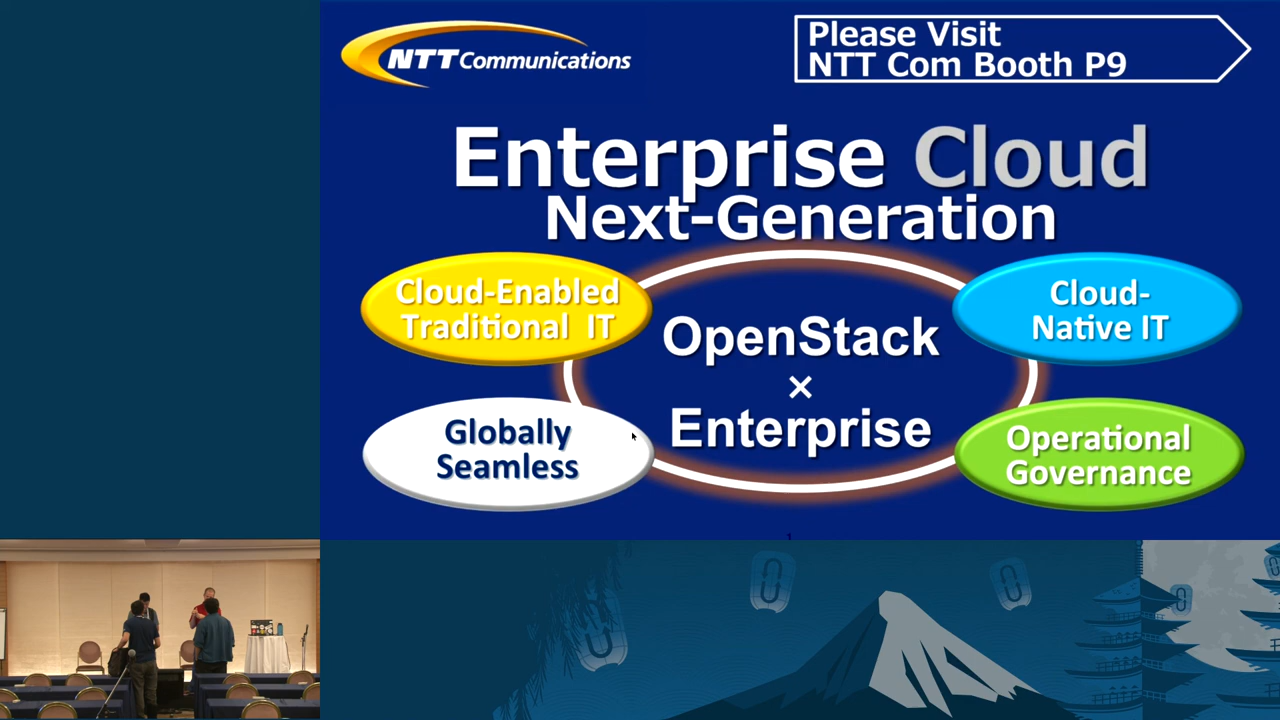 NTT Communications
Please Visit
NTT Com Booth P9
Enterprise Cloud
Next-Generation
Cloud-Enabled
Traditional IT
Cloud-
Native IT
OpenStack
×
Enterprise
Globally
Seamless
Operational
Governance
1